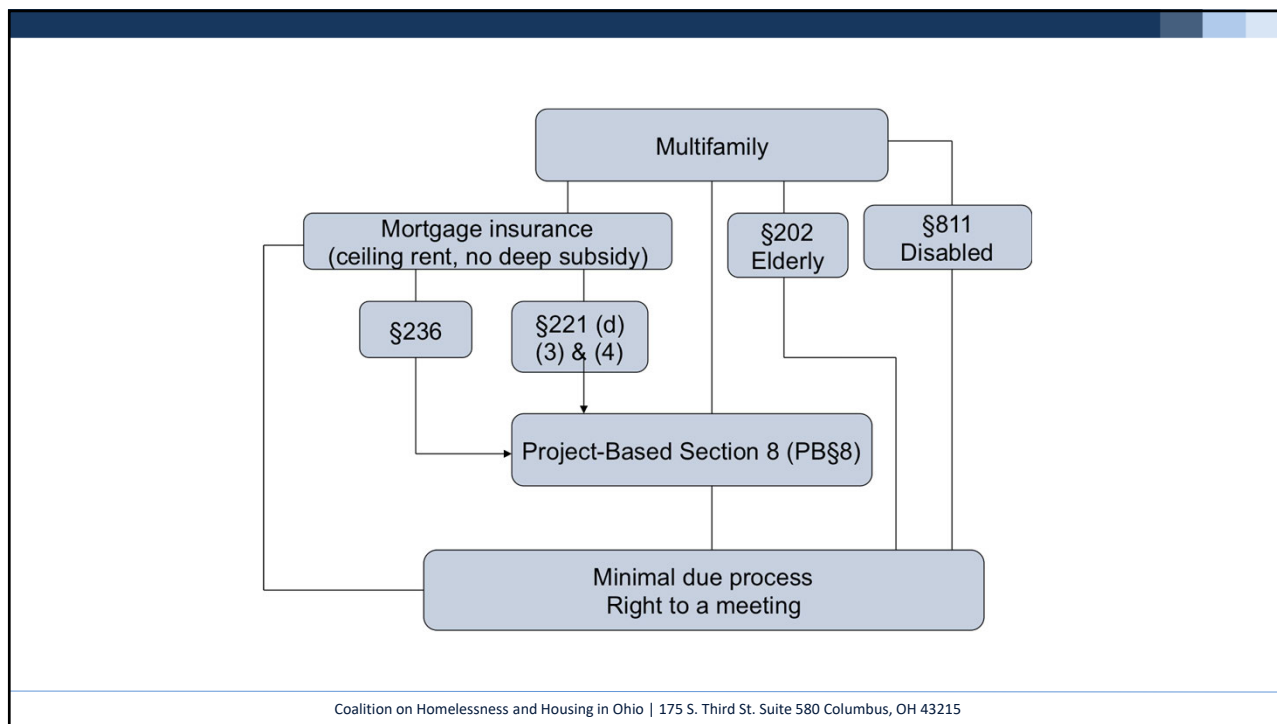 Multifamily
Mortgage insurance
(ceiling rent, no deep subsidy)
§202
Elderly
§811
Disabled
§236
§221 (d)
(3) & (4)
Project-Based Section 8 (PB§8)
Minimal due process
Right to a meeting
Coalition on Homelessness and Housing in Ohio | 175 S. Third St. Suite 580 Columbus, OH 43215